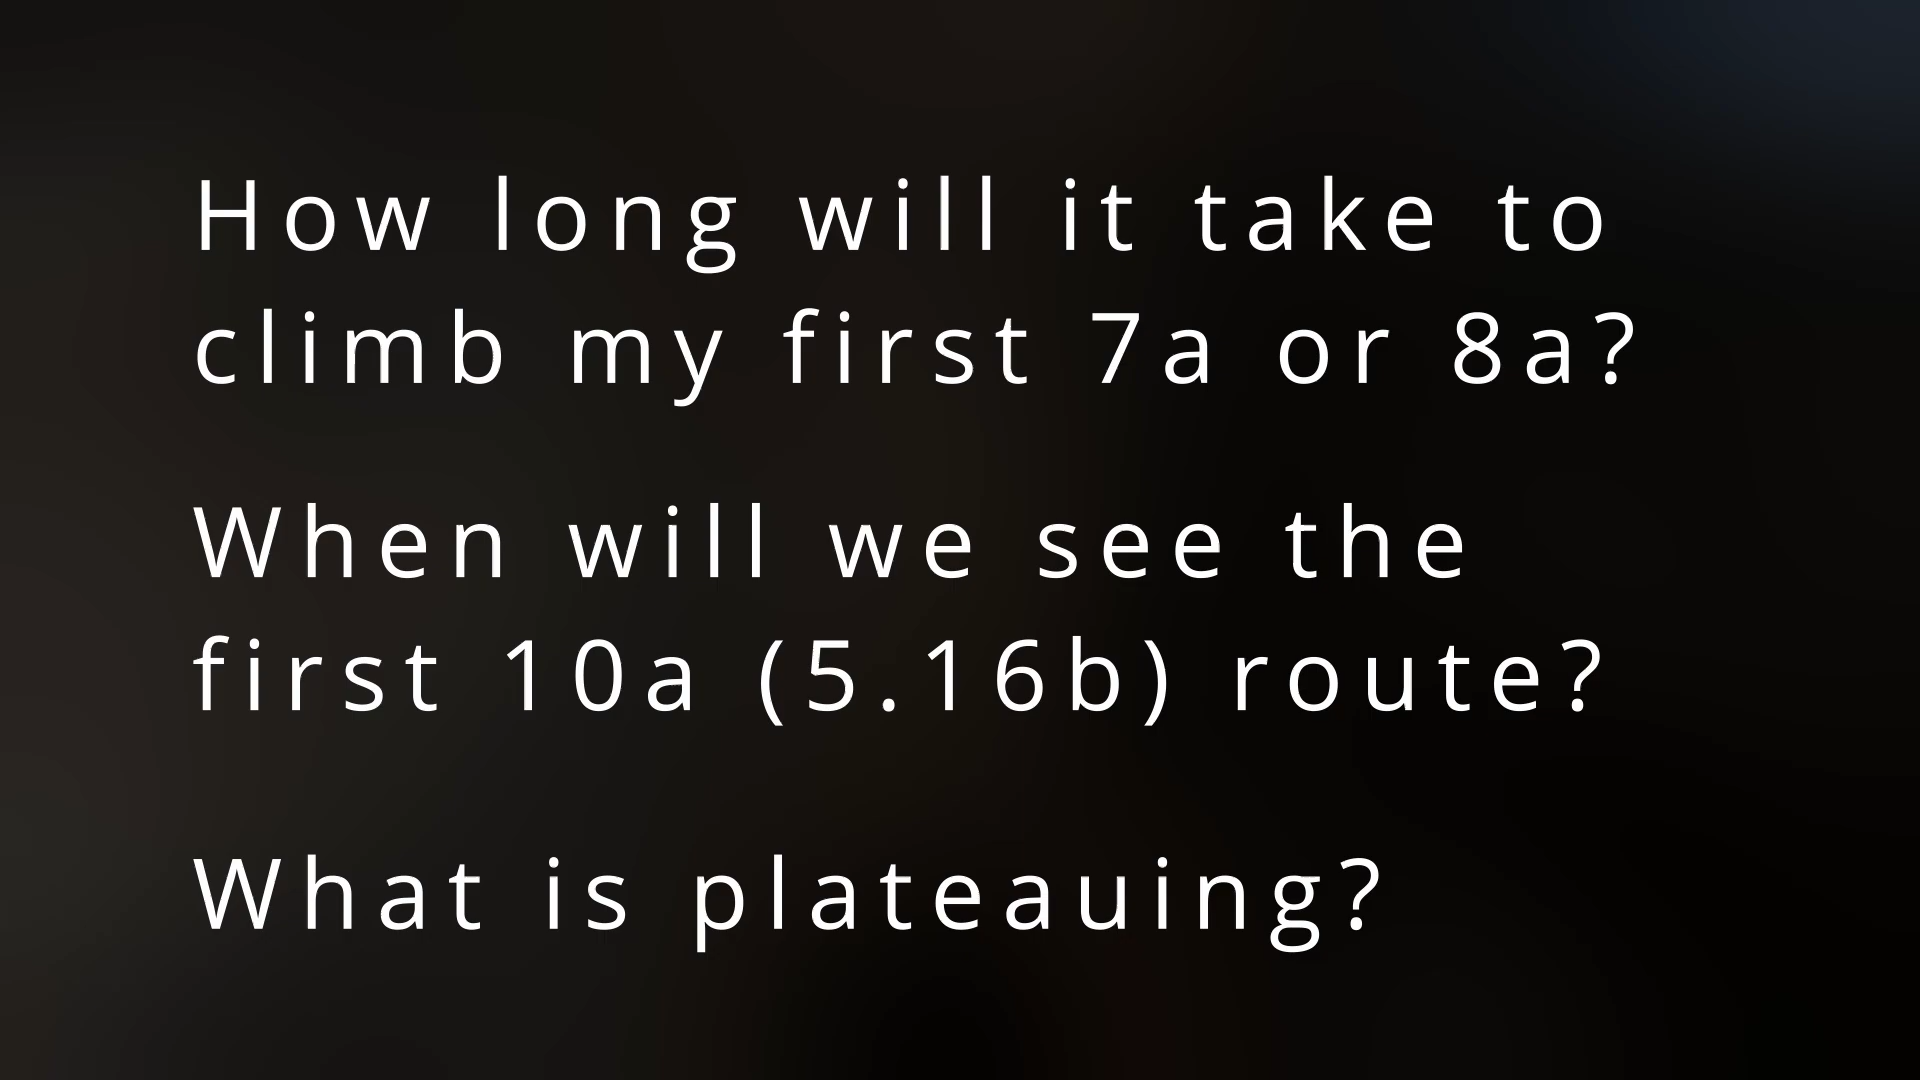 How long will it take to
climb my first 7a or 8a?
When will we see the
first 10a (5.16b) route?
What is plateauing?